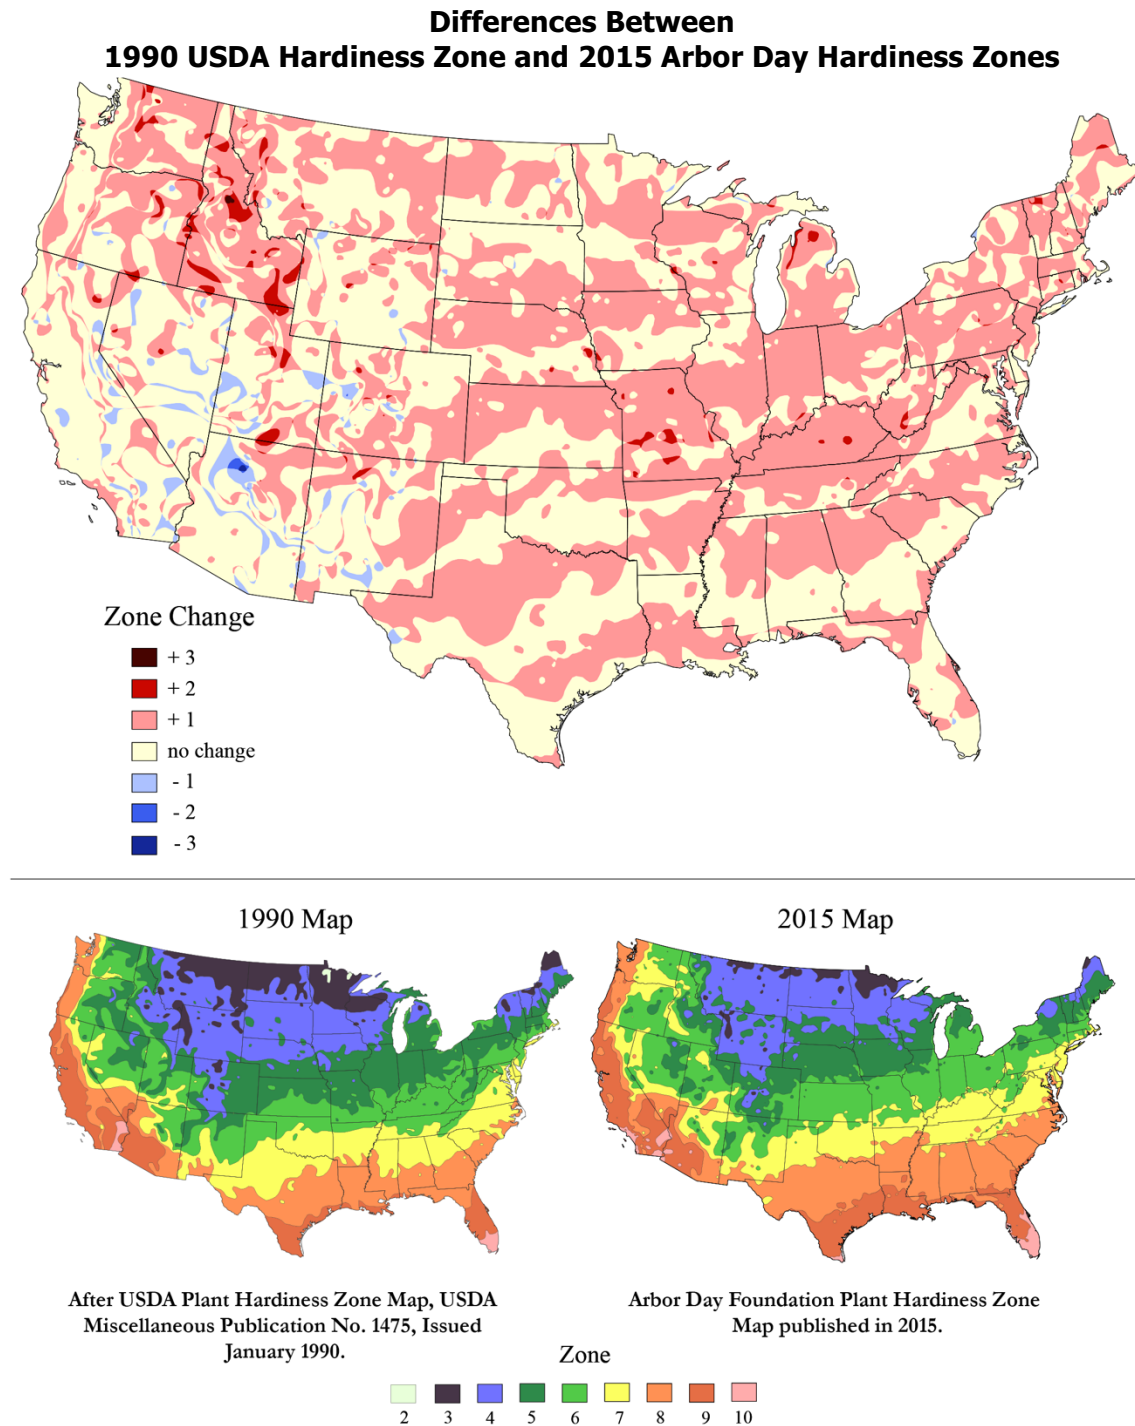 Differences Between
1990 USDA Hardiness Zone and 2015 Arbor Day Hardiness Zones
Zone Change
+ 3
+ 2
+ 1
no change
- 1
- 2
- 3
1990 Map
2015 Map
After USDA Plant Hardiness Zone Map, USDA
Miscellaneous Publication No. 1475, Issued
January 1990.
Arbor Day Foundation Plant Hardiness Zone
Map published in 2015.
Zone
2 3 4 5 6 7 8 9 10